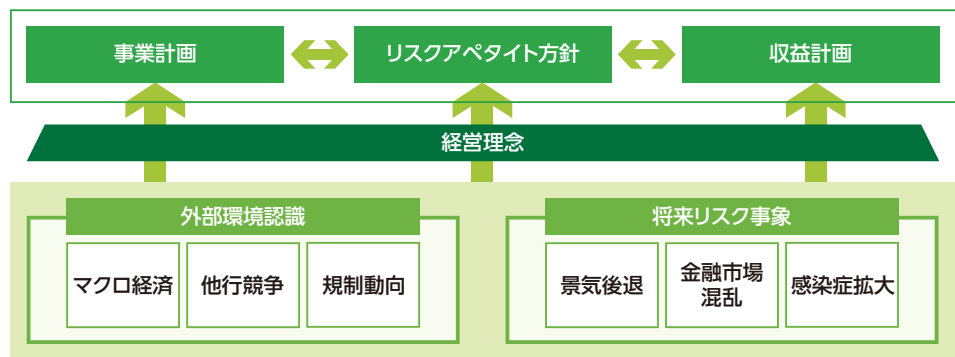 事業計画
リスクアペタイト方針
収益計画
経営理念
外部環境認識
マクロ経済
他行競争
規制動向
将来リスク事象
景気後退
金融市場
混乱
感染症拡大